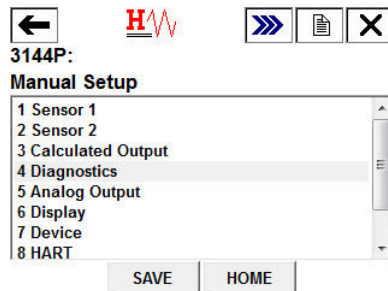 H
3144P:
Manual Setup
1 Sensor 1
2 Sensor 2
3 Calculated Output
4 Diagnostics
5 Analog Output
6 Display
7 Device
8 HART
SAVE HOME